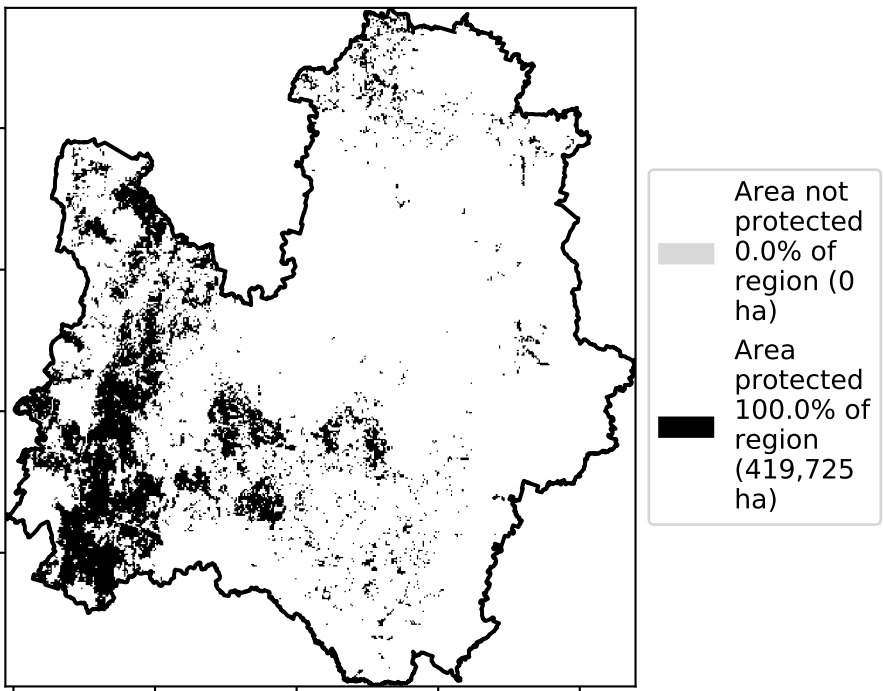 Area not
protected
0.0% of
region (0
ha)
Area
protected
100.0% of
region
(419,725
ha)